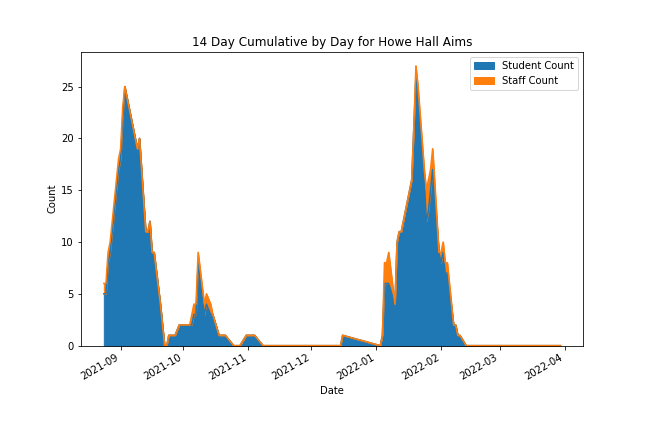 14 Day Cumulative by Day for Howe Hall Aims
Student Count
Staff Count
25
20
15
10
5
0
Count
2021-09
2021-10
2021-11
2021-12
2022-01
2022-02
2022-03
2022-04
Date